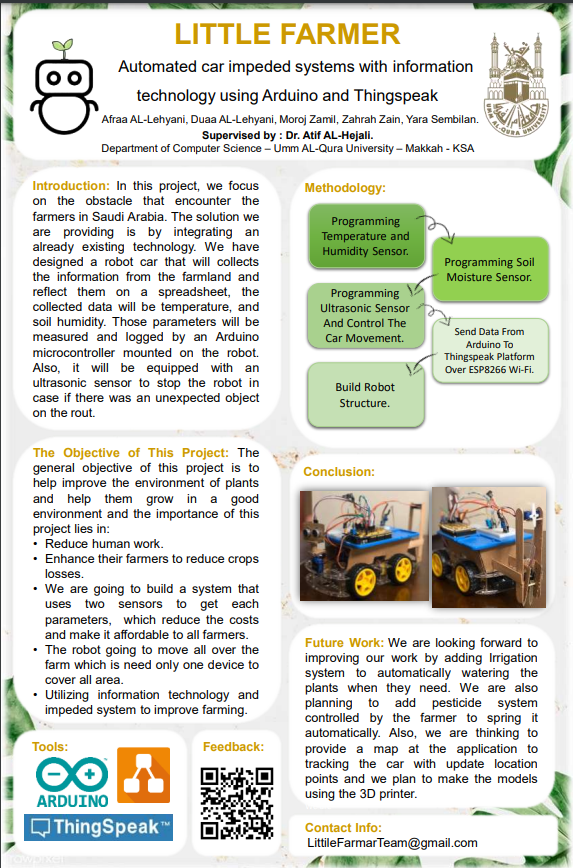 LITTLE FARMER
Automated car impeded systems with information
technology using Arduino and Thingspeak
Afraa AL-Lehyani, Duaa AL-Lehyani, Moroj Zamil, Zahrah Zain, Yara Sembilan.
Supervised by : Dr. Atif AL-Hejali.
Department of Computer Science – Umm AL-Qura University – Makkah - KSA
UMM AL-QURA UNIVERSITY
Introduction: In this project, we focus
on the obstacle that encounter the
farmers in Saudi Arabia. The solution we
are providing is by integrating an
already existing technology. We have
designed a robot car that will collects
the information from the farmland and
reflect them on a spreadsheet, the
collected data will be temperature, and
soil humidity. Those parameters will be
measured and logged by an Arduino
microcontroller mounted on the robot.
Also, it will be equipped with an
ultrasonic sensor to stop the robot in
case if there was an unexpected object
on the rout.
The Objective of This Project: The
general objective of this project is to
help improve the environment of plants
and help them grow in a good
environment and the importance of this
project lies in:
• Reduce human work.
• Enhance their farmers to reduce crops
losses.
• We are going to build a system that
uses two sensors to get each
parameters, which reduce the costs
and make it affordable to all farmers.
• The robot going to move all over the
farm which is need only one device to
cover all area.
• Utilizing information technology and
impeded system to improve farming.
Tools:
ARDUINO
ThingSpeak™
Feedback:
Methodology:
Programming
Temperature and
Humidity Sensor.
Programming Soil
Moisture Sensor.
Programming
Ultrasonic Sensor
And Control The
Car Movement.
Send Data From
Arduino To
Thingspeak Platform
Over ESP8266 Wi-Fi.
Build Robot
Structure.
Conclusion:
Future Work: We are looking forward to
improving our work by adding Irrigation
system to automatically watering the
plants when they need. We are also
planning to add pesticide system
controlled by the farmer to spring it
automatically. Also, we are thinking to
provide a map at the application to
tracking the car with update location
points and we plan to make the models
using the 3D printer.
Contact Info:
LittileFarmarTeam@gmail.com